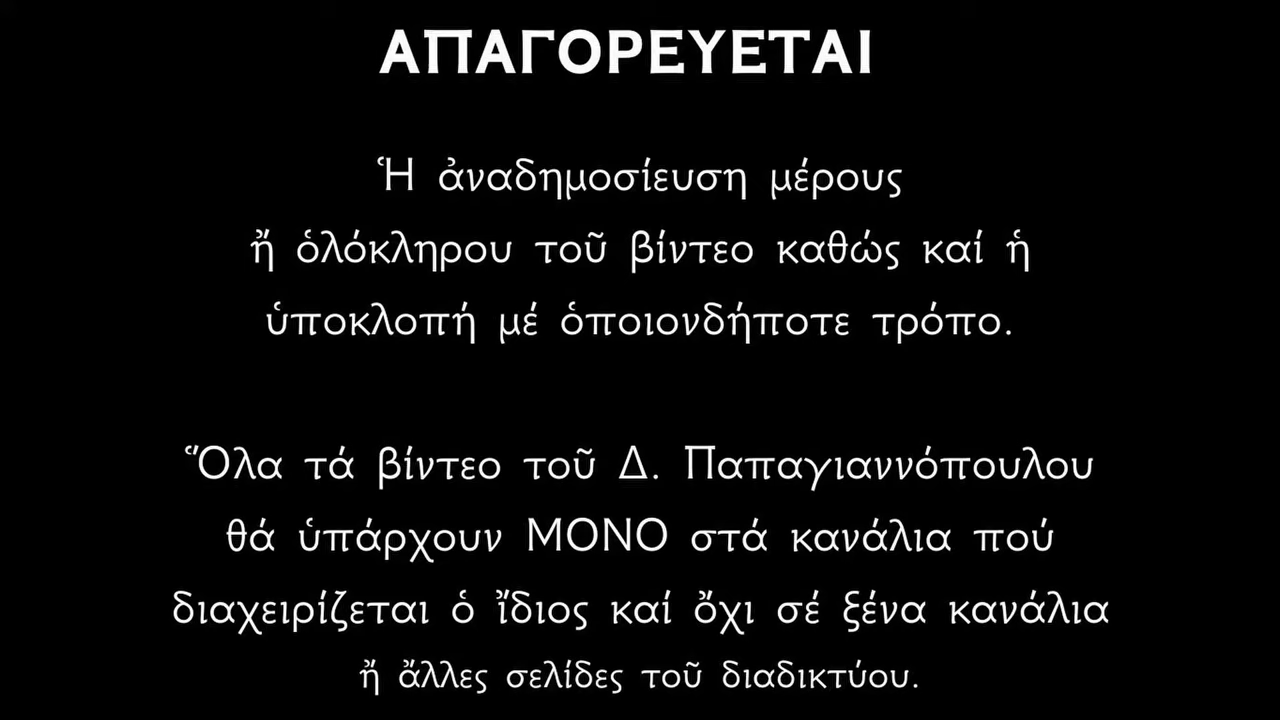 ΑΠΑΓΟΡΕΥΕΤΑΙ
Ἡ ἀναδημοσίευση μέρους
ἤ ὁλόκληρου τοῦ βίντεο καθώς καί ἡ
ὑποκλοπή μέ ὁποιονδήποτε τρόπο.
Ὅλα τά βίντεο τοῦ Δ. Παπαγιαννόπουλου
θά ὑπάρχουν ΜΟΝΟ στά κανάλια πού
διαχειρίζεται ὁ ἴδιος καί ὄχι σέ ξένα κανάλια
ἤ ἄλλες σελίδες τοῦ διαδικτύου.